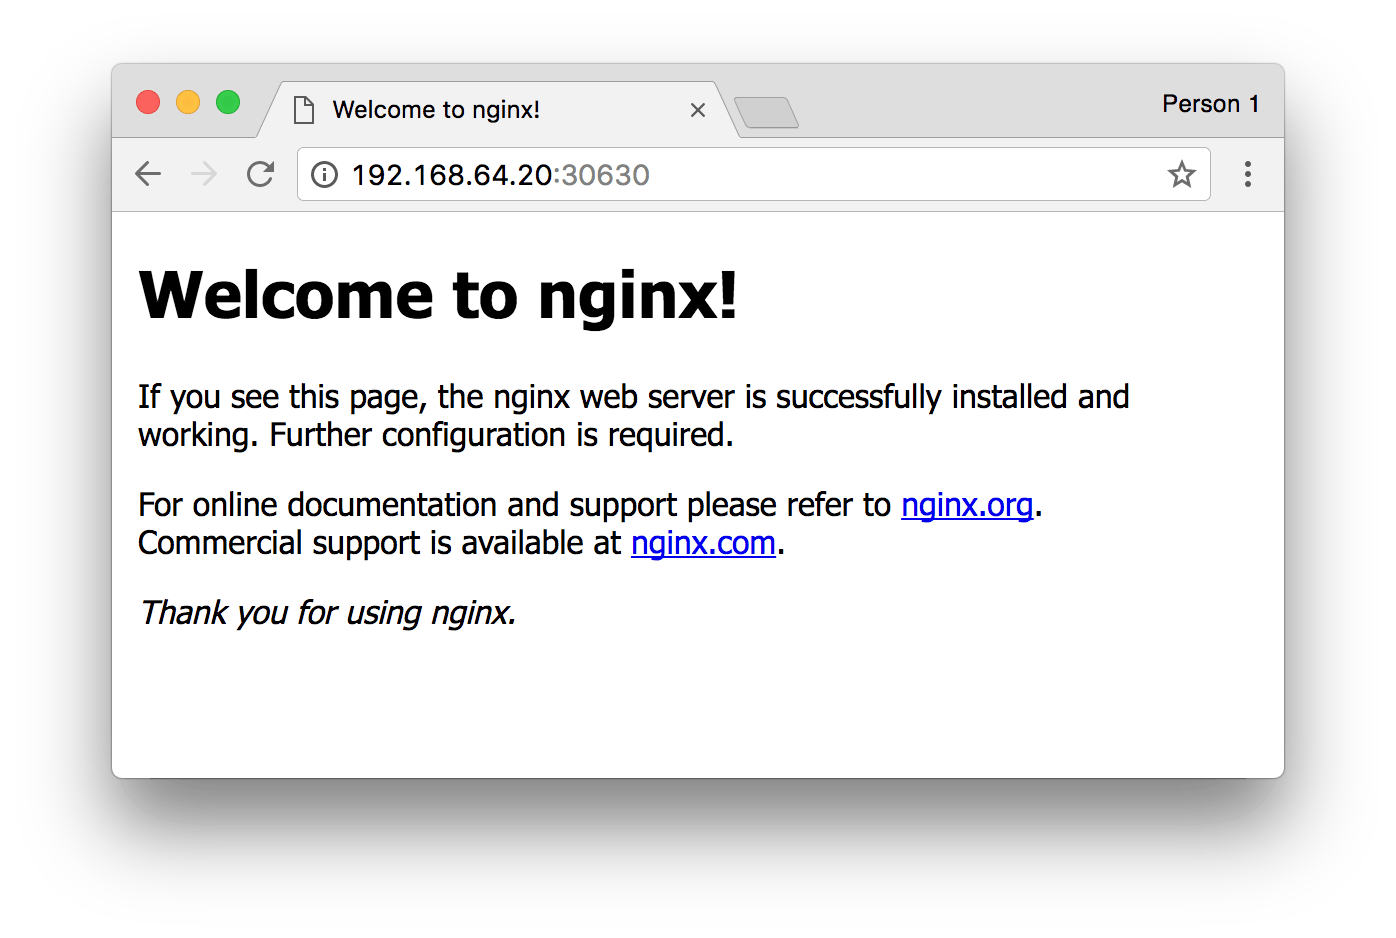 Welcome to nginx!
Person 1
192.168.64.20:30630
Welcome to nginx!
If you see this page, the nginx web server is successfully installed and
working. Further configuration is required.
For online documentation and support please refer to nginx.org.
Commercial support is available at nginx.com.
Thank you for using nginx.